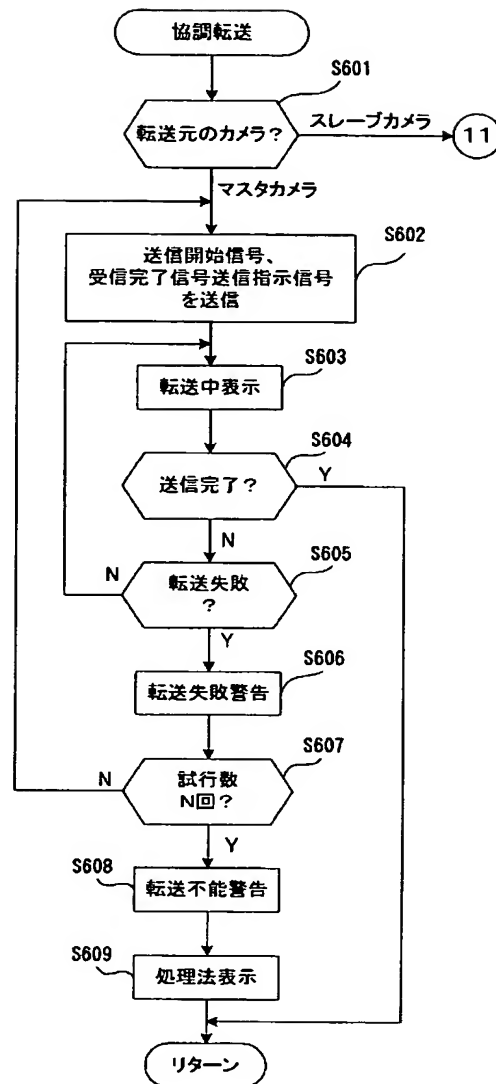 協調転送
S601
転送元のカメラ?
スレーブカメラ
11
マスタカメラ
S602
送信開始信号、
受信完了信号送信指示信号
を送信
S603
転送中表示
S604
送信完了?
Y
N
S605
転送失敗
?
N
Y
S606
転送失敗警告
S607
試行数
N回?
N
Y
S608
転送不能警告
S609
処理法表示
リターン